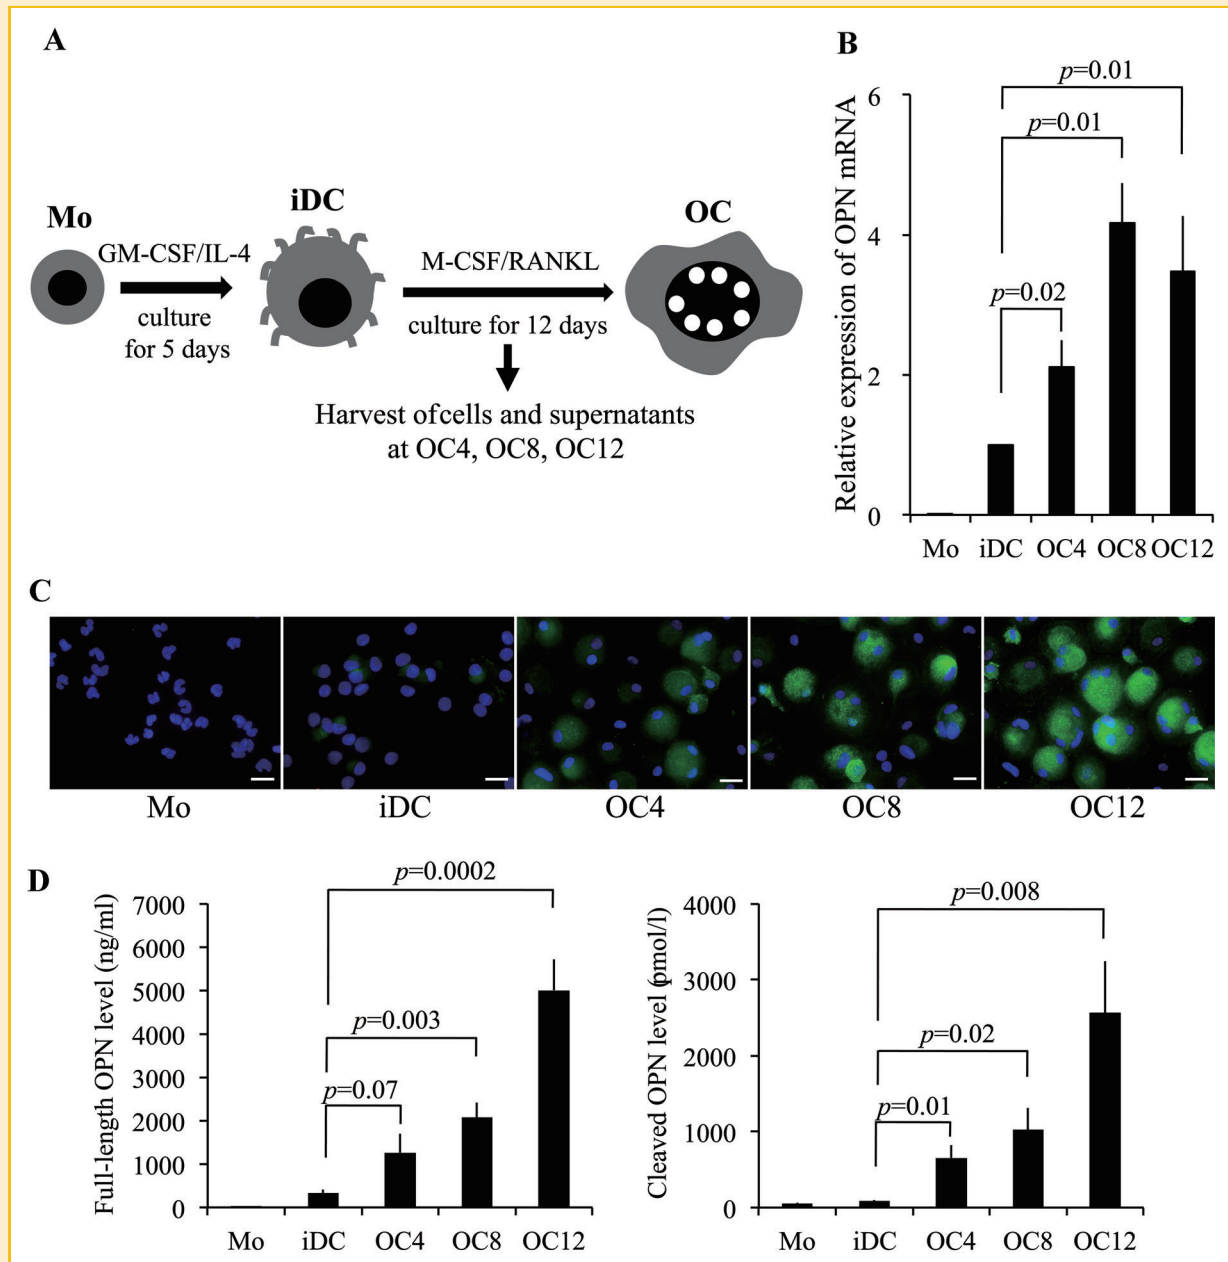 A
Mo
GM-CSF/IL-4
culture
for 5 days
iDC
M-CSF/RANKL
culture for 12 days
OC
Harvest of cells and supernatants
at OC4, OC8, OC12
B
Relative expression of OPN mRNA
6
4
2
0
p=0.01
p=0.01
p=0.02
Mo iDC OC4 OC8 OC12
C
Mo iDC OC4 OC8 OC12
D
Full-length OPN level (ng/ml)
7000
6000
5000
4000
3000
2000
1000
0
p=0.0002
p=0.003
p=0.07
Mo iDC OC4 OC8 OC12
Cleaved OPN level (pmol/l)
4000
3000
2000
1000
0
p=0.008
p=0.02
p=0.01
Mo iDC OC4 OC8 OC12